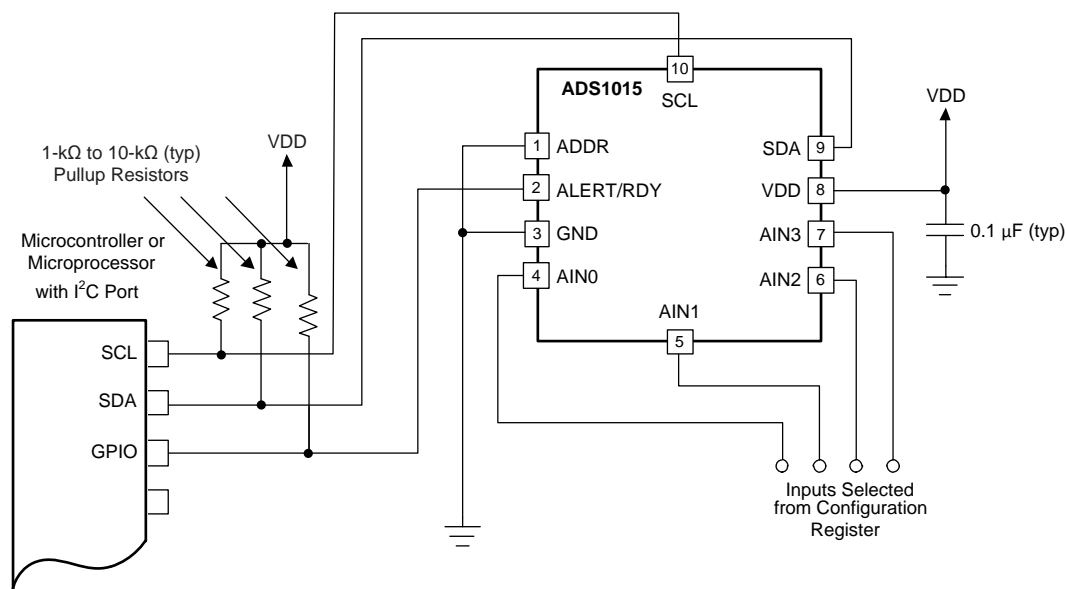 10
ADS1015
SCL
VDD
VDD
1-kΩ to 10-kΩ (typ)
Pullup Resistors
1
ADDR
SDA
9
2
ALERT/RDY
VDD
8
3
GND
AIN3
7
0.1 µF (typ)
4
AIN0
AIN2
6
Microcontroller or
Microprocessor
with I²C Port
AIN1
5
SCL
SDA
GPIO
Inputs Selected
from Configuration
Register